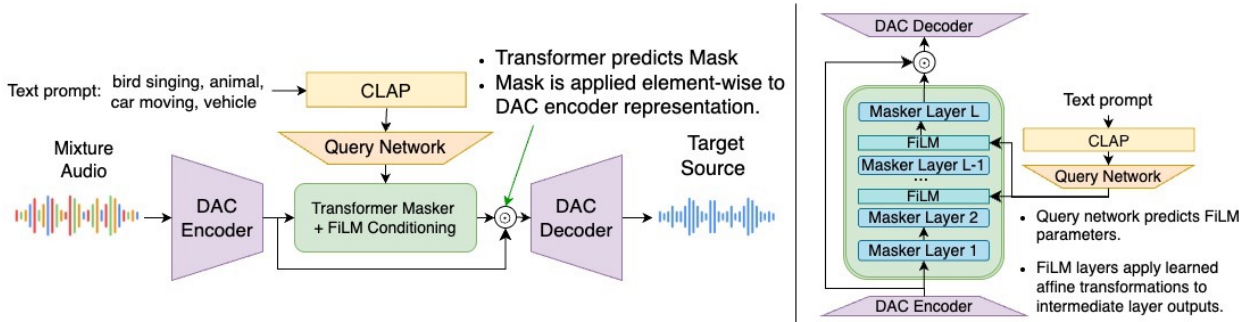 Text prompt:
bird singing, animal,
car moving, vehicle
CLAP
Query Network
Mixture
Audio
DAC
Encoder
Transformer Masker
+ FiLM Conditioning
⊙
DAC
Decoder
Target
Source
• Transformer predicts Mask
• Mask is applied element-wise to
DAC encoder representation.
DAC Decoder
⊙
Masker Layer L
FiLM
Masker Layer L-1
...
FiLM
Masker Layer 2
Masker Layer 1
DAC Encoder
Text prompt
CLAP
Query Network
• Query network predicts FiLM
parameters.
• FiLM layers apply learned
affine transformations to
intermediate layer outputs.